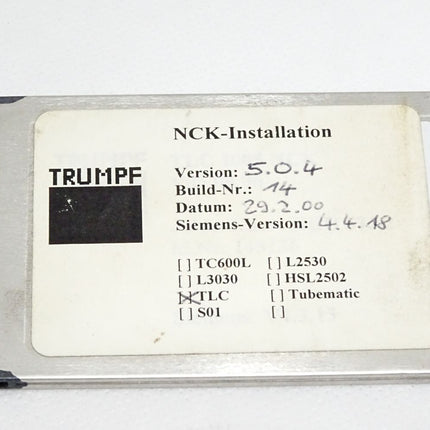 NCK-Installation
TRUMPF
Version: 5.0.4
Build-Nr.: 14
Datum: 29.2.00
Siemens-Version: 4.4.18
[ ] TC600L [ ] L2530
[ ] L3030 [ ] HSL2502
[X] TLC [ ] Tubematic
[ ] S01 [ ]